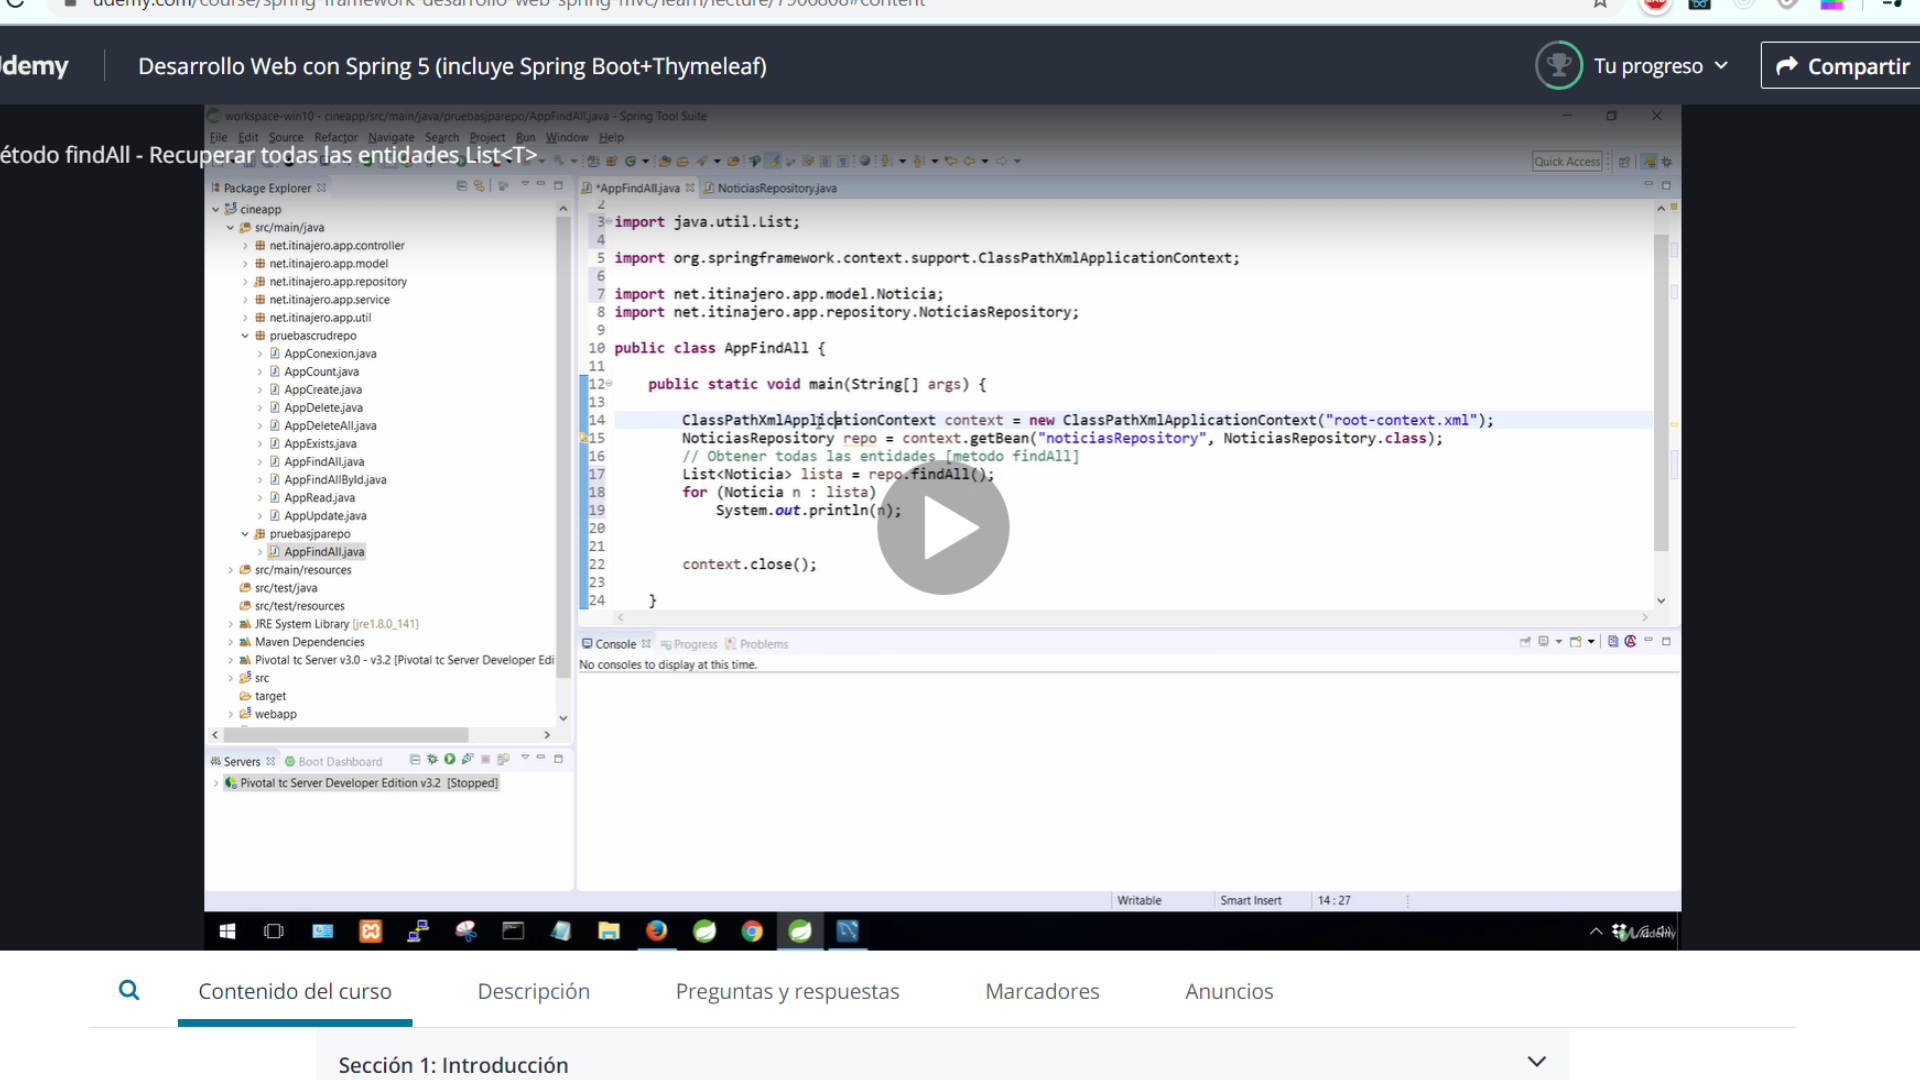 udemy.com/course/spring-framework-desarrollo-web-spring-mvc/learn/lecture/7906808#content
demy
Desarrollo Web con Spring 5 (incluye Spring Boot+Thymeleaf)
Tu progreso
Compartir
workspace-win10 - cineapp/src/main/java/pruebasjparepo/AppFindAll.java - Spring Tool Suite
File Edit Source Refactor Navigate Search Project Run Window Help
étodo findAll - Recuperar todas las entidades List<T>
Quick Access
Package Explorer
cineapp
src/main/java
net.itinajero.app.controller
net.itinajero.app.model
net.itinajero.app.repository
net.itinajero.app.service
net.itinajero.app.util
pruebascrudrepo
AppConexion.java
AppCount.java
AppCreate.java
AppDelete.java
AppDeleteAll.java
AppExists.java
AppFindAll.java
AppFindAllById.java
AppRead.java
AppUpdate.java
pruebasjparepo
AppFindAll.java
src/main/resources
src/test/java
src/test/resources
JRE System Library [jre1.8.0_141]
Maven Dependencies
Pivotal tc Server v3.0 - v3.2 [Pivotal tc Server Developer Edi
src
target
webapp
*AppFindAll.java
NoticiasRepository.java
2
3 import java.util.List;
4
5 import org.springframework.context.support.ClassPathXmlApplicationContext;
6
7 import net.itinajero.app.model.Noticia;
8 import net.itinajero.app.repository.NoticiasRepository;
9
10 public class AppFindAll {
11
12 public static void main(String[] args) {
13
14 ClassPathXmlApplicationContext context = new ClassPathXmlApplicationContext("root-context.xml");
15 NoticiasRepository repo = context.getBean("noticiasRepository", NoticiasRepository.class);
16 // Obtener todas las entidades [metodo findAll]
17 List<Noticia> lista = repo.findAll();
18 for (Noticia n : lista)
19 System.out.println(n);
20
21
22 context.close();
23
24 }
Console Progress Problems
No consoles to display at this time.
Servers Boot Dashboard
Pivotal tc Server Developer Edition v3.2 [Stopped]
Writable Smart Insert 14 : 27
Contenido del curso
Descripción
Preguntas y respuestas
Marcadores
Anuncios
Sección 1: Introducción